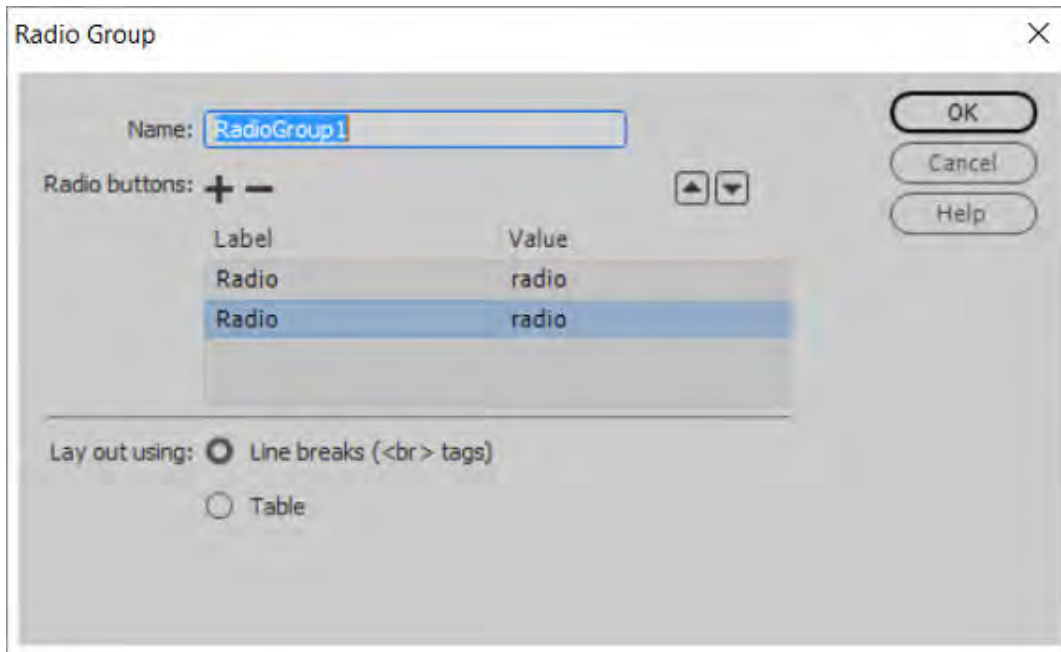 Radio Group
Name: RadioGroup1
OK
Radio buttons:
Cancel
Help
Label Value
Radio radio
Radio radio
Lay out using: Line breaks (<br> tags)
Table